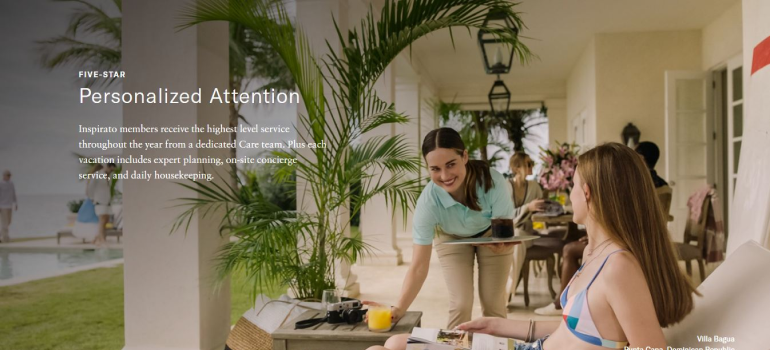 FIVE-STAR
Personalized Attention
Inspirato members receive the highest level service
throughout the year from a dedicated Care team. Plus each
vacation includes expert planning, on-site concierge
service, and daily housekeeping.
Villa Bagua
Punta Cana, Dominican Republic